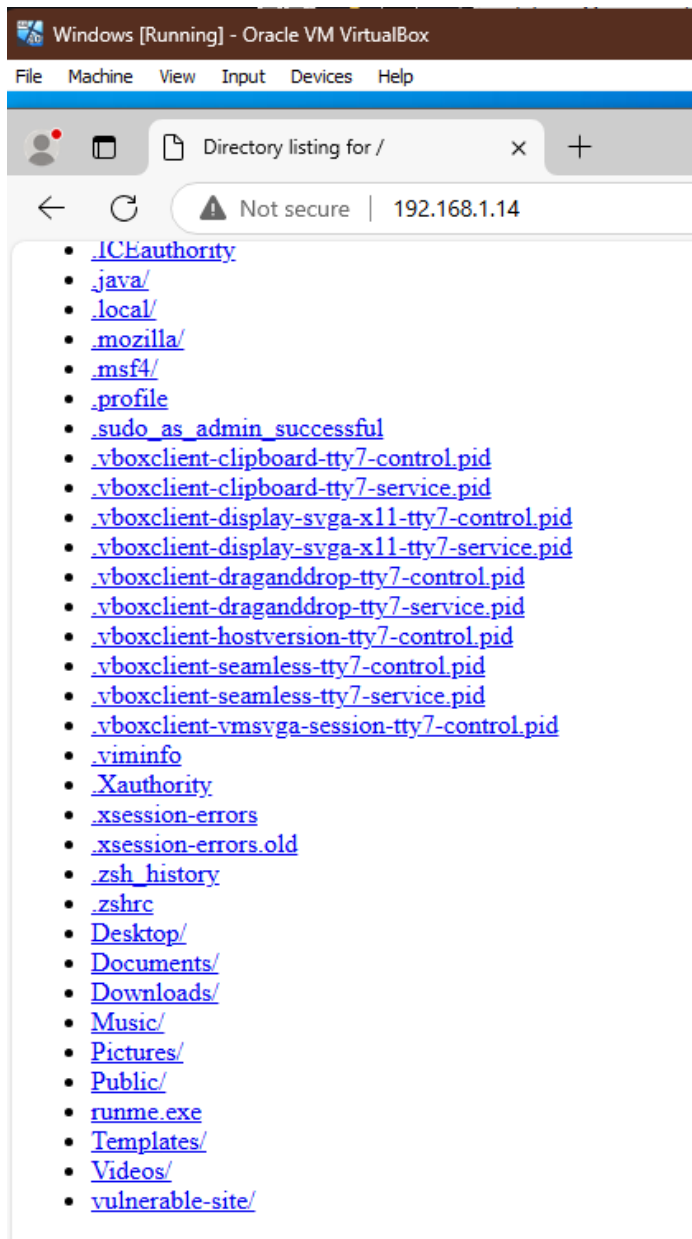 Windows [Running] - Oracle VM VirtualBox
File Machine View Input Devices Help
Directory listing for /
Not secure | 192.168.1.14
.ICEauthority
.java/
.local/
.mozilla/
.msf4/
.profile
.sudo_as_admin_successful
.vboxclient-clipboard-tty7-control.pid
.vboxclient-clipboard-tty7-service.pid
.vboxclient-display-svga-x11-tty7-control.pid
.vboxclient-display-svga-x11-tty7-service.pid
.vboxclient-draganddrop-tty7-control.pid
.vboxclient-draganddrop-tty7-service.pid
.vboxclient-hostversion-tty7-control.pid
.vboxclient-seamless-tty7-control.pid
.vboxclient-seamless-tty7-service.pid
.vboxclient-vmsvga-session-tty7-control.pid
.viminfo
.Xauthority
.xsession-errors
.xsession-errors.old
.zsh_history
.zshrc
Desktop/
Documents/
Downloads/
Music/
Pictures/
Public/
runme.exe
Templates/
Videos/
vulnerable-site/